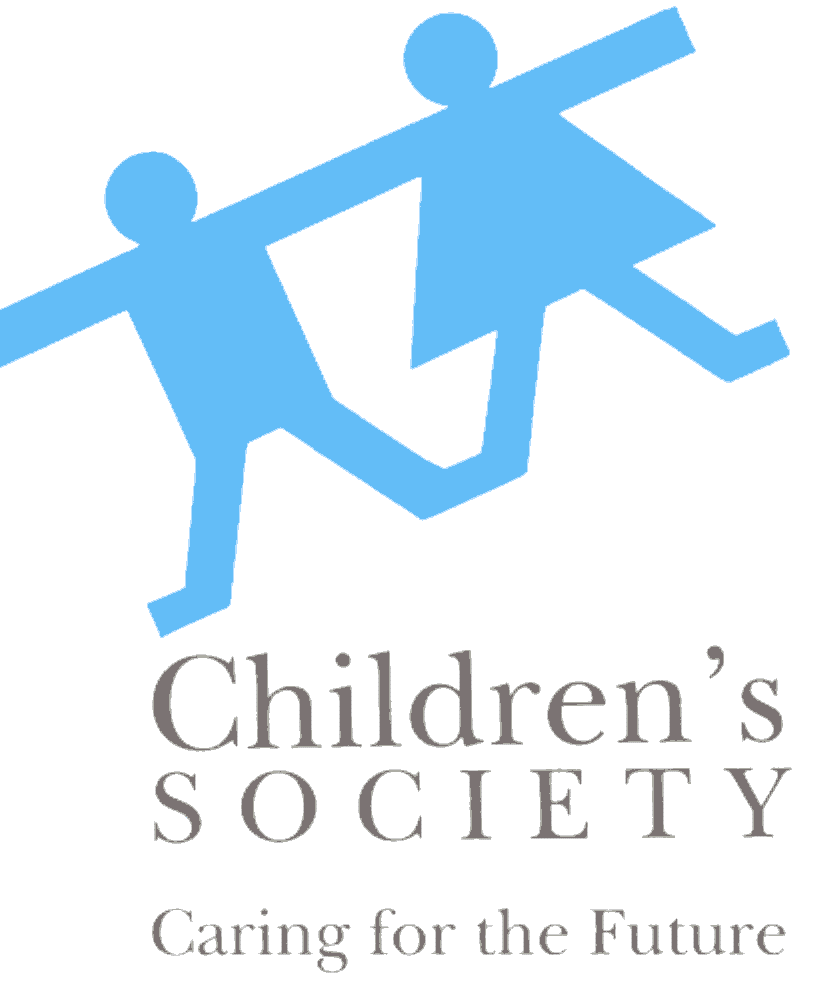 Children’s
SOCIETY
Caring for the Future